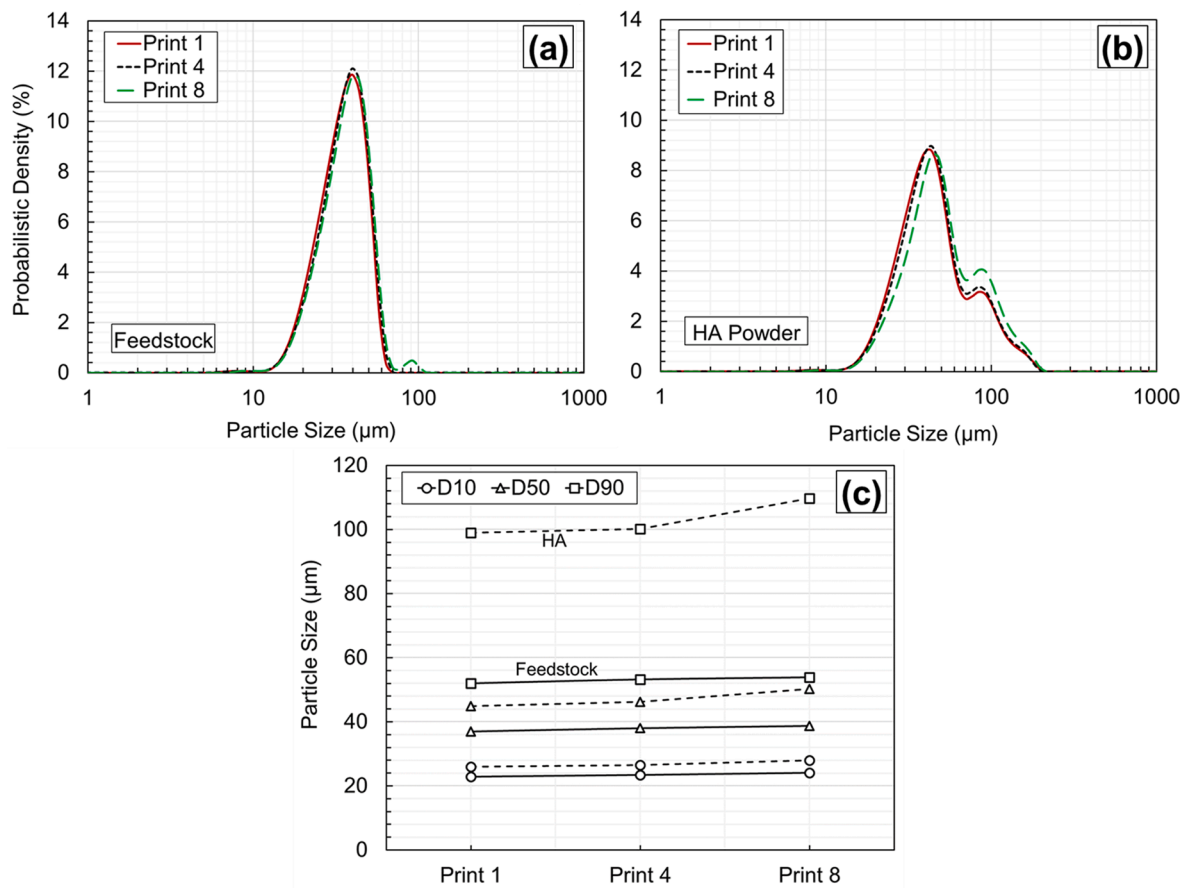 14
12
10
8
6
4
2
0
Probabilistic Density (%)
Print 1
Print 4
Print 8
(a)
Feedstock
1
10
100
1000
Particle Size (μm)
14
12
10
8
6
4
2
0
Print 1
Print 4
Print 8
(b)
HA Powder
1
10
100
1000
Particle Size (μm)
120
100
80
60
40
20
0
Particle Size (μm)
D10 D50 D90
(c)
HA
Feedstock
Print 1
Print 4
Print 8